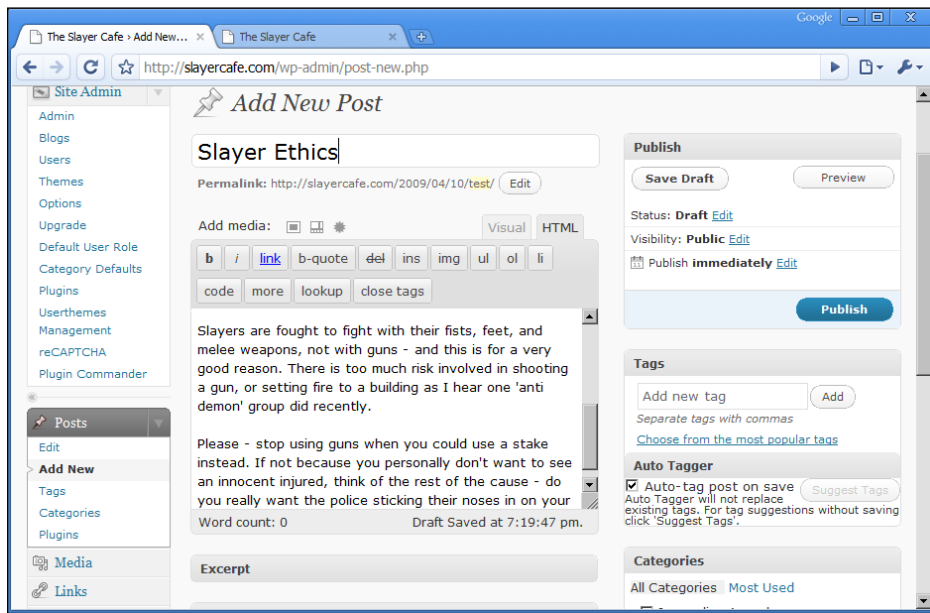 Google
The Slayer Cafe › Add New...
The Slayer Cafe
http://slayercafe.com/wp-admin/post-new.php
Site Admin
Admin
Blogs
Users
Themes
Options
Upgrade
Default User Role
Category Defaults
Plugins
Userthemes
Management
reCAPTCHA
Plugin Commander
Posts
Edit
Add New
Tags
Categories
Plugins
Media
Links
Add New Post
Slayer Ethics
Permalink: http://slayercafe.com/2009/04/10/test/ Edit
Add media:
Visual HTML
b i link b-quote del ins img ul ol li
code more lookup close tags
Slayers are fought to fight with their fists, feet, and
melee weapons, not with guns - and this is for a very
good reason. There is too much risk involved in shooting
a gun, or setting fire to a building as I hear one 'anti
demon' group did recently.
Please - stop using guns when you could use a stake
instead. If not because you personally don't want to see
an innocent injured, think of the rest of the cause - do
you really want the police sticking their noses in on your
Word count: 0 Draft Saved at 7:19:47 pm.
Excerpt
Publish
Save Draft Preview
Status: Draft Edit
Visibility: Public Edit
Publish immediately Edit
Publish
Tags
Add new tag Add
Separate tags with commas
Choose from the most popular tags
Auto Tagger
Auto-tag post on save Suggest Tags
Auto Tagger will not replace
existing tags. For tag suggestions without saving
click 'Suggest Tags'.
Categories
All Categories Most Used